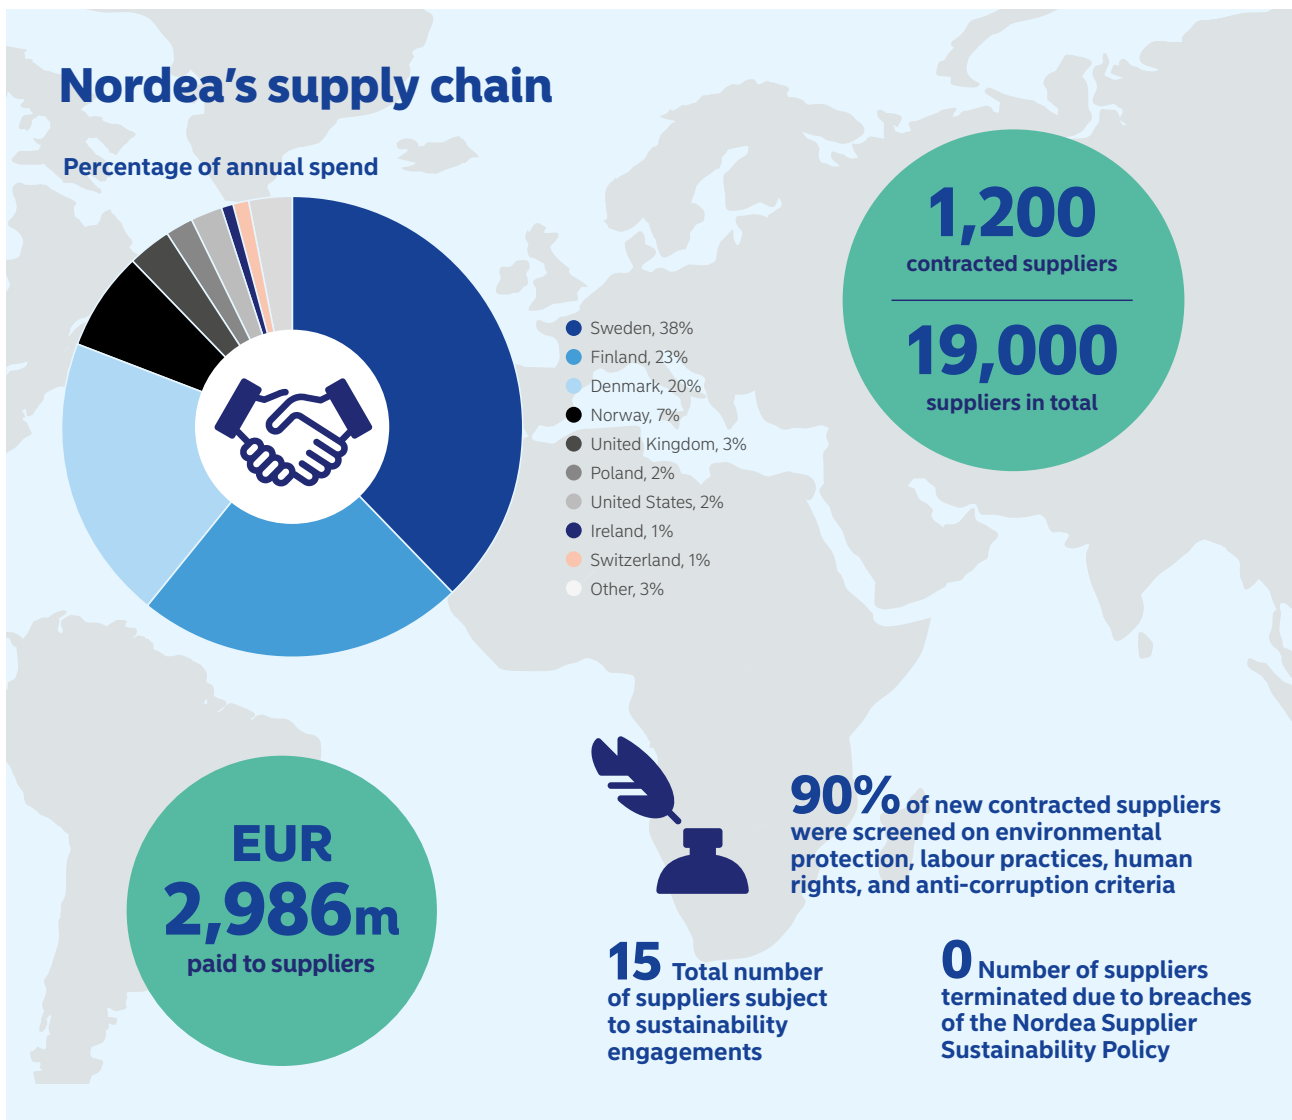 Nordea’s supply chain
Percentage of annual spend
Sweden, 38%
Finland, 23%
Denmark, 20%
Norway, 7%
United Kingdom, 3%
Poland, 2%
United States, 2%
Ireland, 1%
Switzerland, 1%
Other, 3%
1,200
contracted suppliers
19,000
suppliers in total
EUR
2,986m
paid to suppliers
90% of new contracted suppliers
were screened on environmental
protection, labour practices, human
rights, and anti-corruption criteria
15 Total number
of suppliers subject
to sustainability
engagements
0 Number of suppliers
terminated due to breaches
of the Nordea Supplier
Sustainability Policy